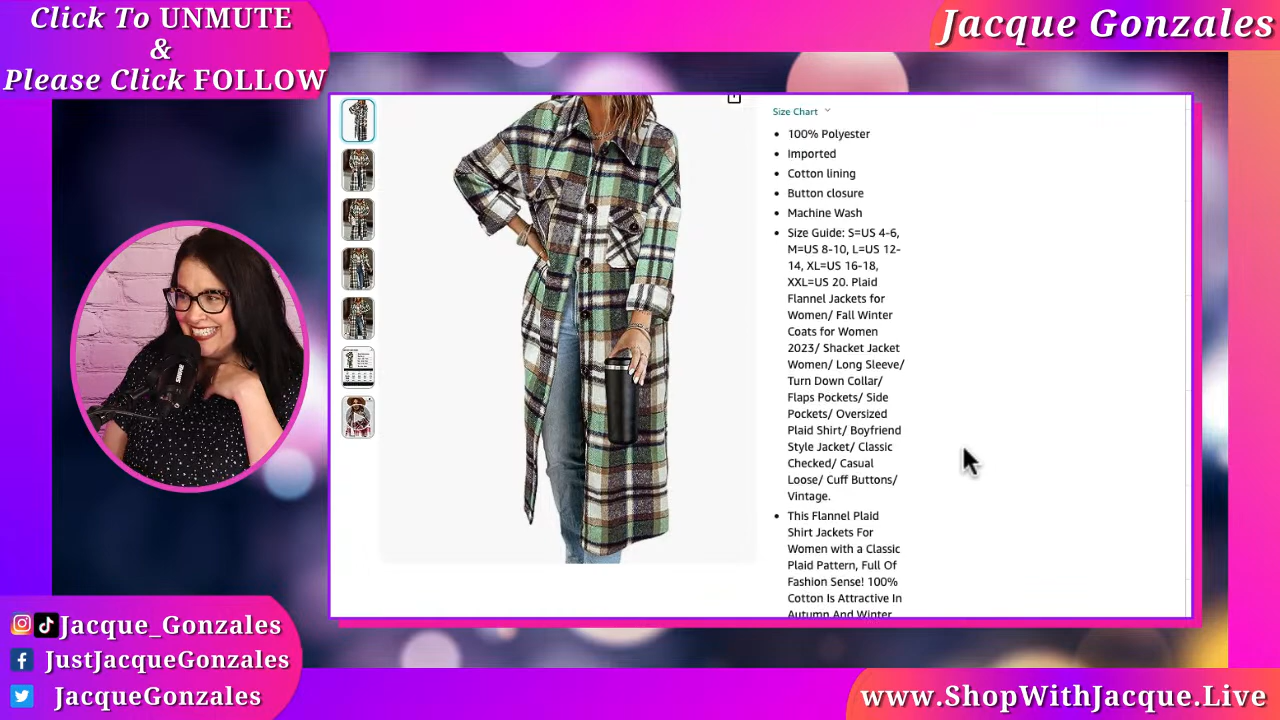 Click To UNMUTE
&
Please Click FOLLOW
Jacque Gonzales
Size Chart
100% Polyester
Imported
Cotton lining
Button closure
Machine Wash
Size Guide: S=US 4-6,
M=US 8-10, L=US 12-
14, XL=US 16-18,
XXL=US 20. Plaid
Flannel Jackets for
Women/ Fall Winter
Coats for Women
2023/ Shacket Jacket
Women/ Long Sleeve/
Turn Down Collar/
Flaps Pockets/ Side
Pockets/ Oversized
Plaid Shirt/ Boyfriend
Style Jacket/ Classic
Checked/ Casual
Loose/ Cuff Buttons/
Vintage.
This Flannel Plaid
Shirt Jackets For
Women with a Classic
Plaid Pattern, Full Of
Fashion Sense! 100%
Cotton Is Attractive In
Autumn And Winter
Jacque_Gonzales
JustJacqueGonzales
JacqueGonzales
www.ShopWithJacque.Live